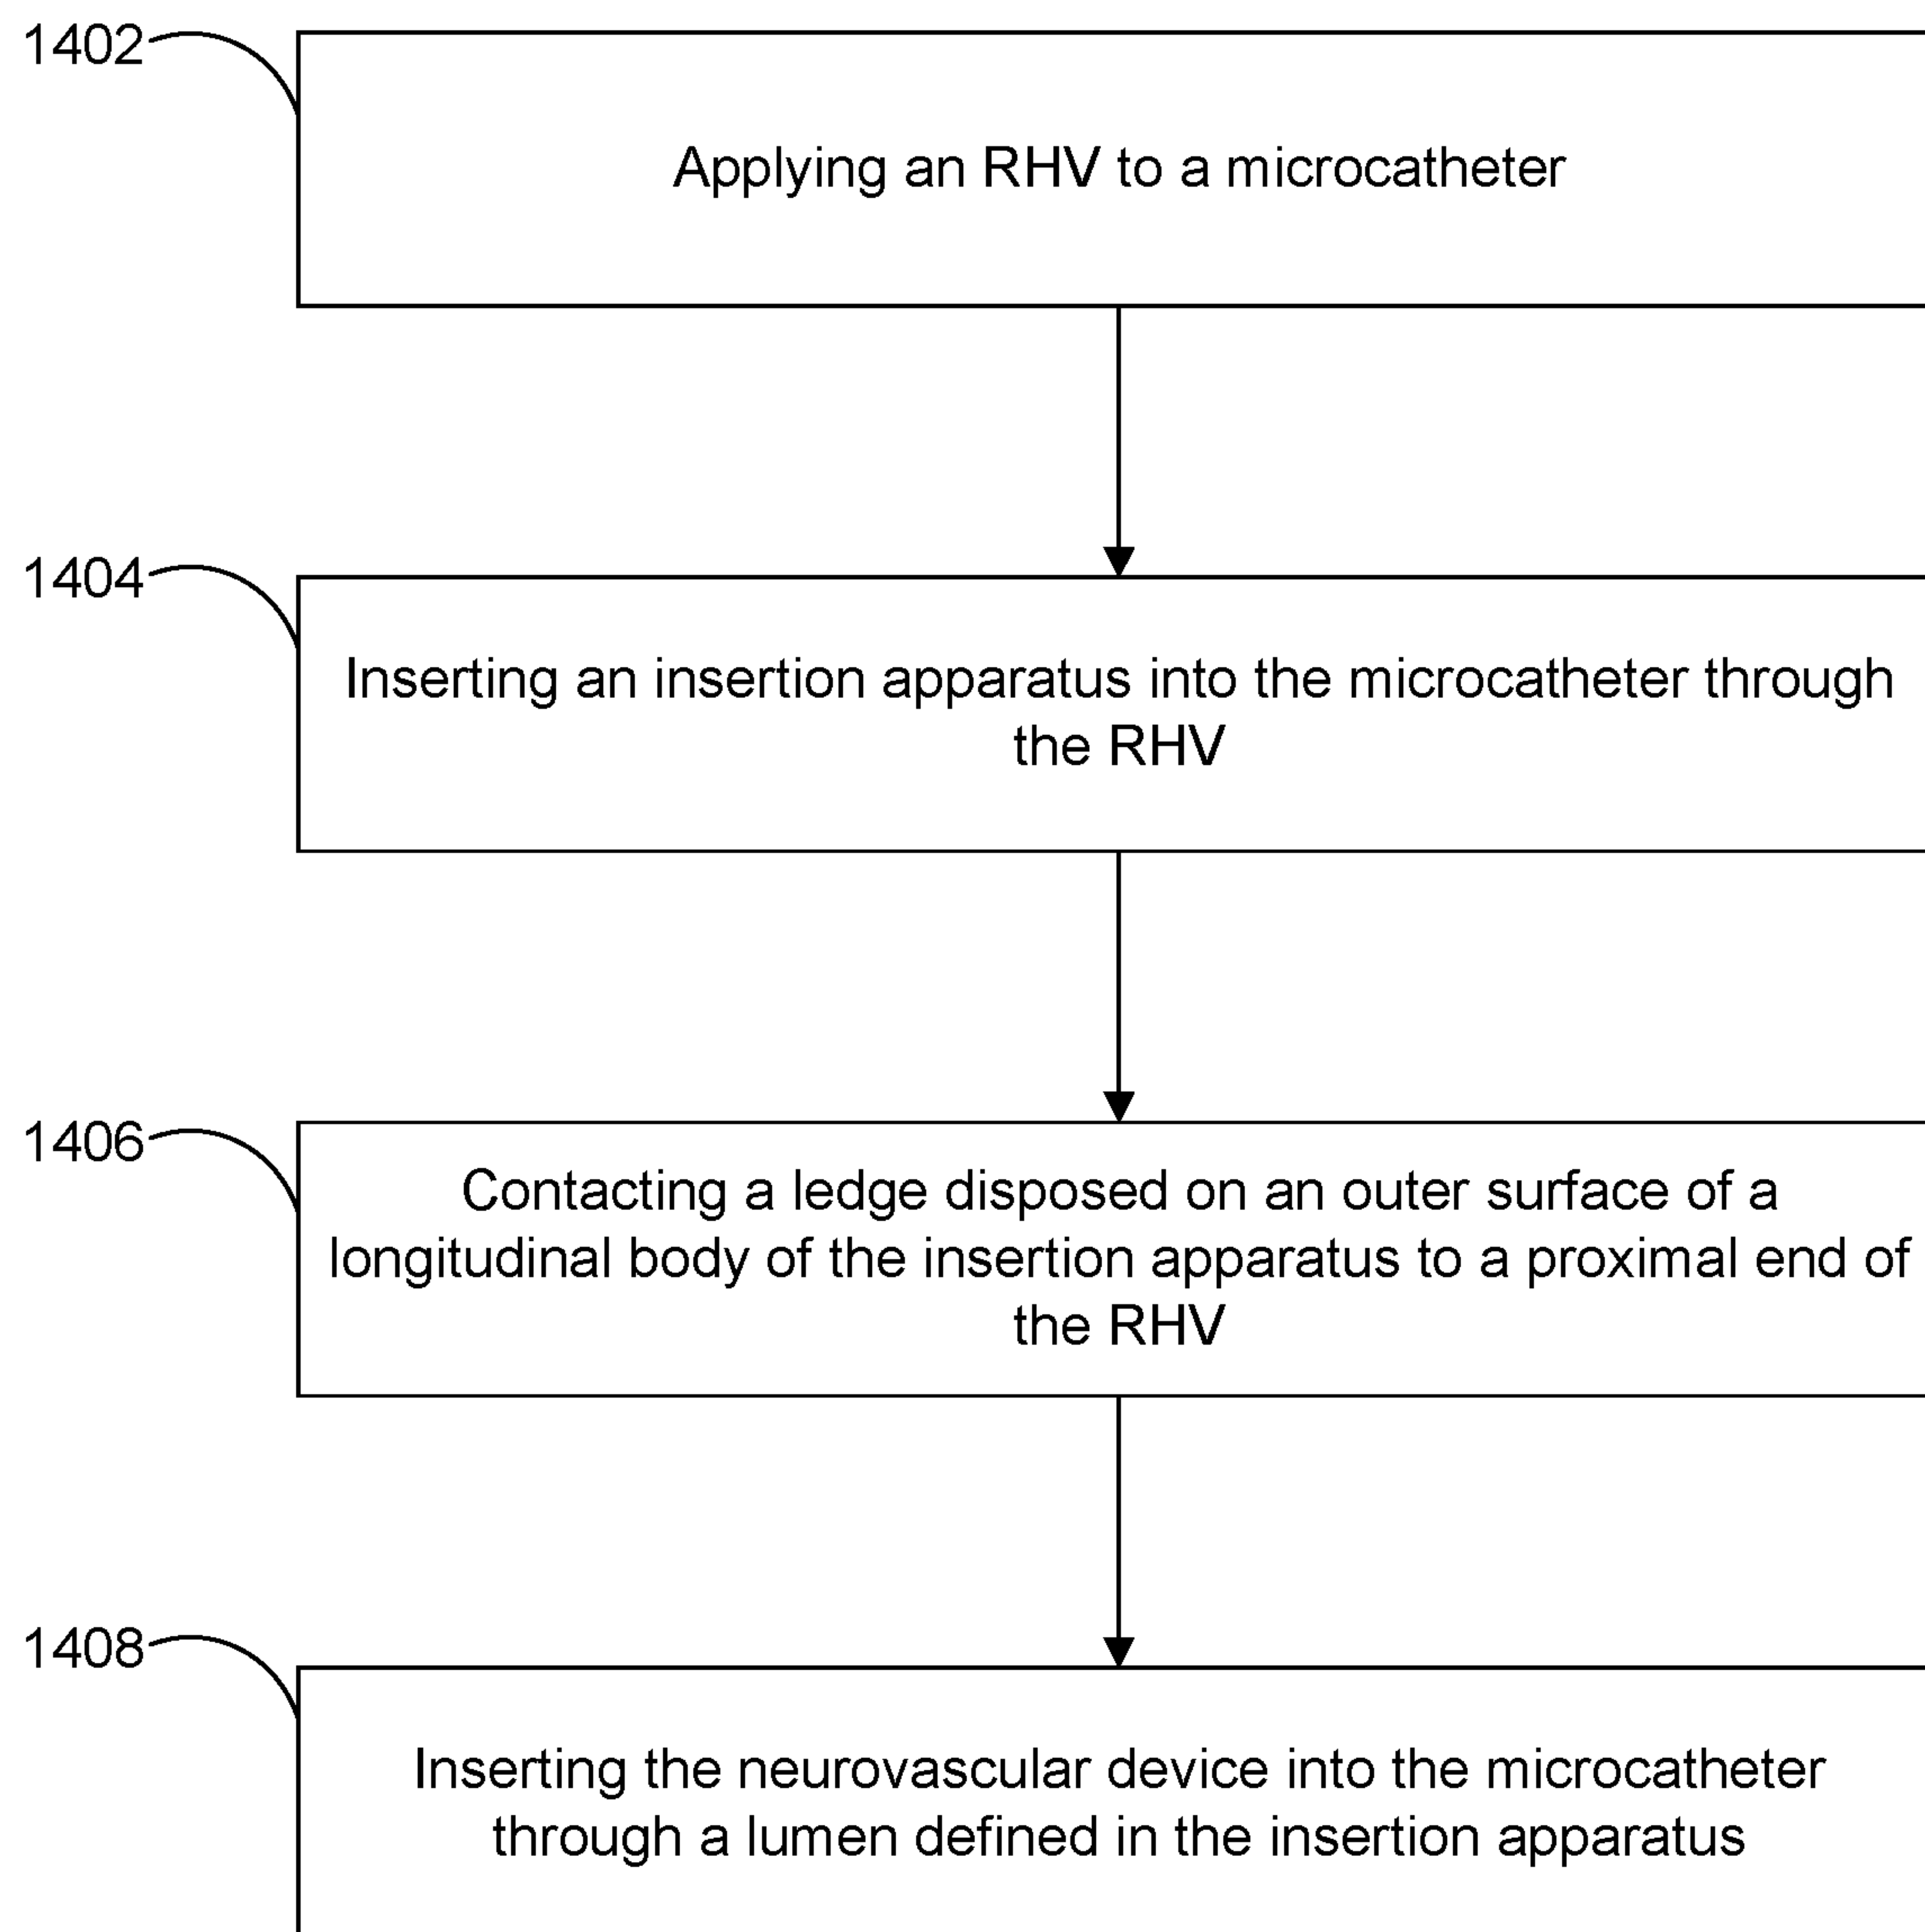 1402
Applying an RHV to a microcatheter
1404
Inserting an insertion apparatus into the microcatheter through
the RHV
1406
Contacting a ledge disposed on an outer surface of a
longitudinal body of the insertion apparatus to a proximal end of
the RHV
1408
Inserting the neurovascular device into the microcatheter
through a lumen defined in the insertion apparatus